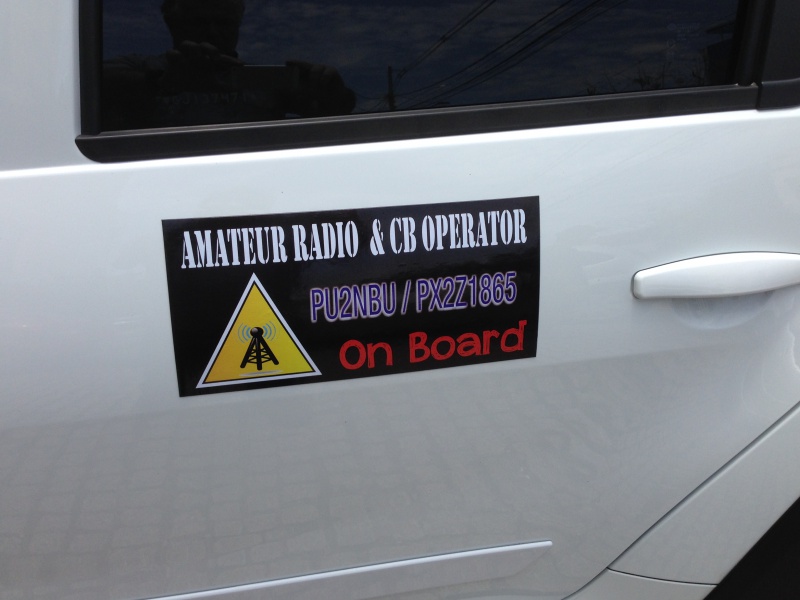 AMATEUR RADIO & CB OPERATOR
PU2NBU / PX2Z1865
On Board